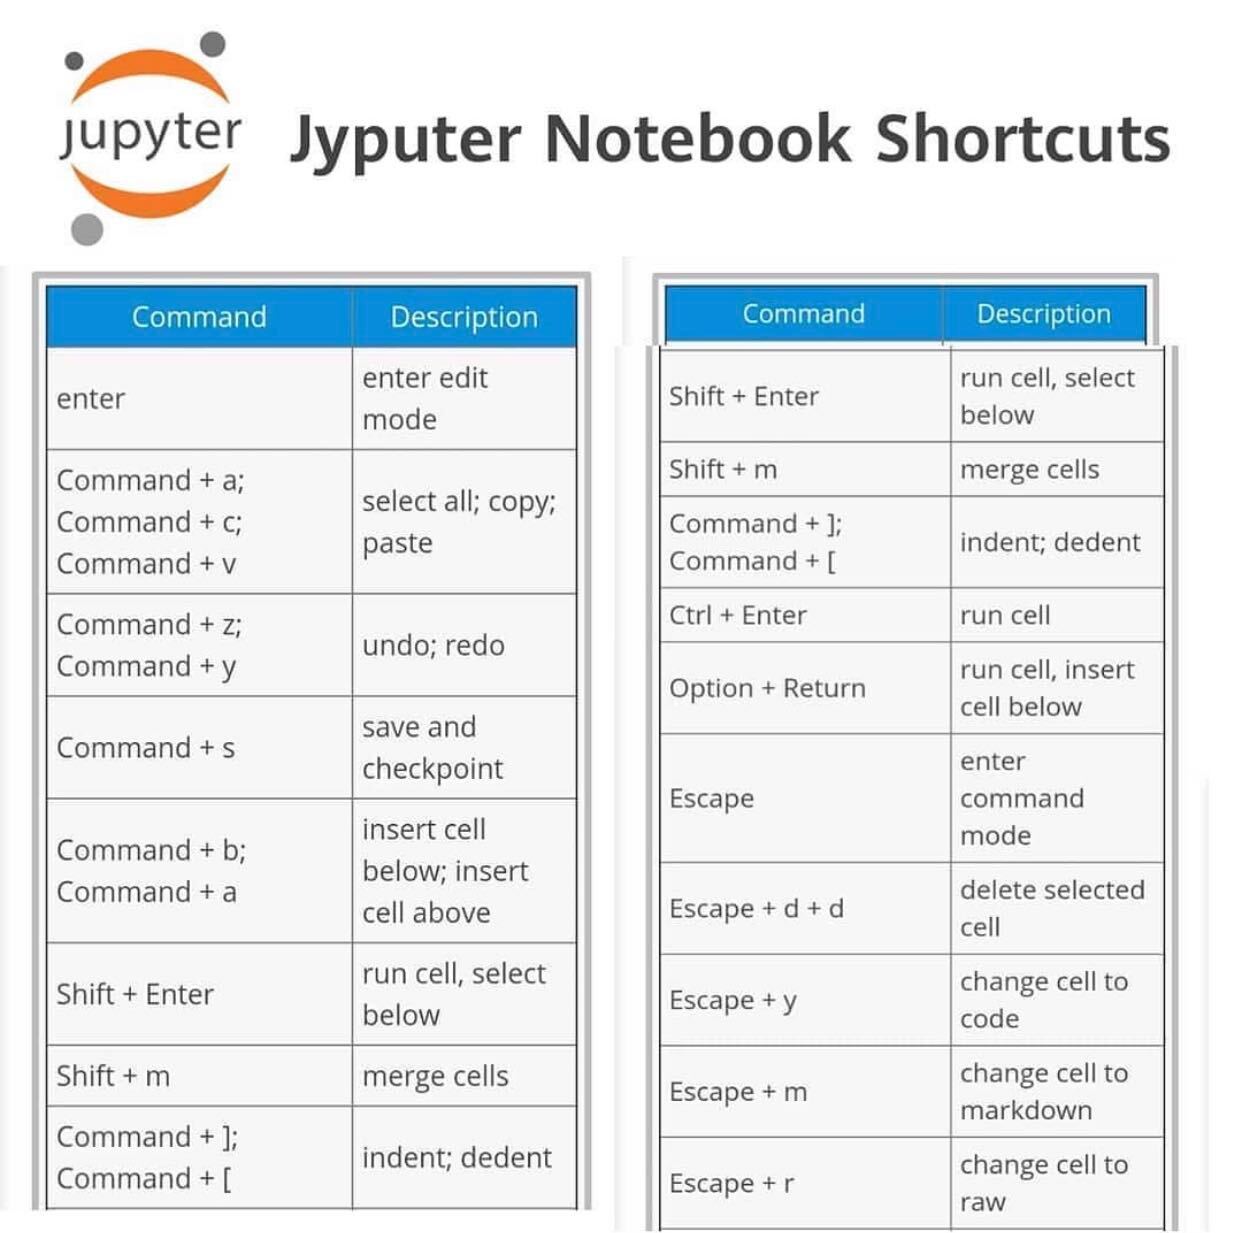 jupyter
Jyputer Notebook Shortcuts
Command Description
enter
enter edit
mode
Command + a;
Command + c;
Command + v
select all; copy;
paste
Command + z;
Command + y
undo; redo
Command + s
save and
checkpoint
Command + b;
Command + a
insert cell
below; insert
cell above
Shift + Enter
run cell, select
below
Shift + m
merge cells
Command + ];
Command + [
indent; dedent
Command Description
Shift + Enter
run cell, select
below
Shift + m
merge cells
Command + ];
Command + [
indent; dedent
Ctrl + Enter
run cell
Option + Return
run cell, insert
cell below
Escape
enter
command
mode
Escape + d + d
delete selected
cell
Escape + y
change cell to
code
Escape + m
change cell to
markdown
Escape + r
change cell to
raw